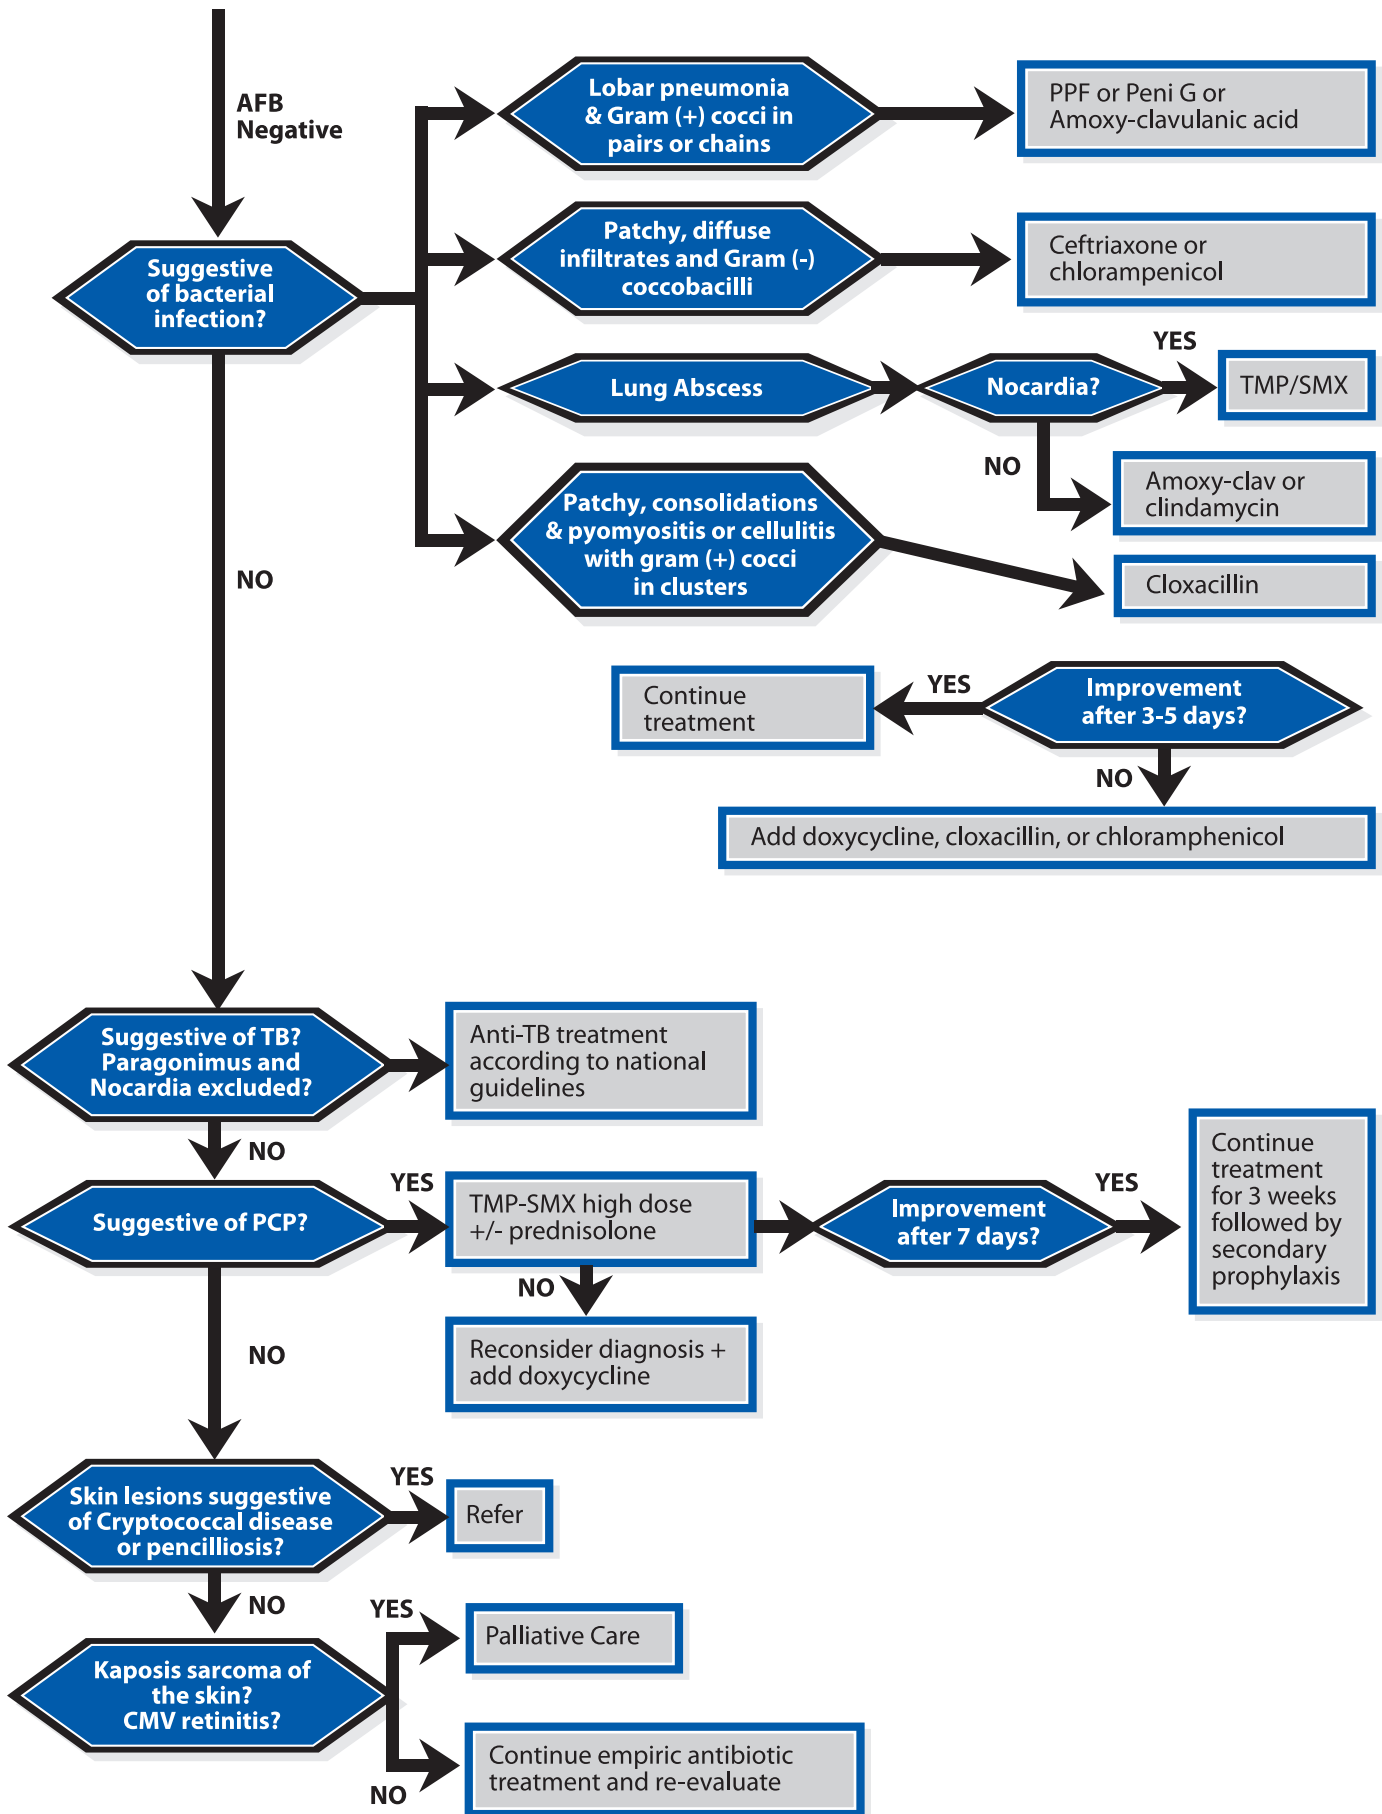 AFB
Negative
Lobar pneumonia
& Gram (+) cocci in
pairs or chains
PPF or Peni G or
Amoxy-clavulanic acid
Suggestive
of bacterial
infection?
Patchy, diffuse
infiltrates and Gram (-)
coccobacilli
Ceftriaxone or
chlorampenicol
Lung Abscess
Nocardia?
YES
TMP/SMX
NO
Amoxy-clav or
clindamycin
Patchy, consolidations
& pyomyositis or cellulitis
with gram (+) cocci
in clusters
Cloxacillin
NO
Improvement
after 3-5 days?
YES
Continue
treatment
NO
Add doxycycline, cloxacillin, or chloramphenicol
Suggestive of TB?
Paragonimus and
Nocardia excluded?
Anti-TB treatment
according to national
guidelines
NO
Suggestive of PCP?
YES
TMP-SMX high dose
+/- prednisolone
Improvement
after 7 days?
YES
Continue
treatment
for 3 weeks
followed by
secondary
prophylaxis
NO
Reconsider diagnosis +
add doxycycline
NO
Skin lesions suggestive
of Cryptococcal disease
or pencilliosis?
YES
Refer
NO
Kaposis sarcoma of
the skin?
CMV retinitis?
YES
Palliative Care
NO
Continue empiric antibiotic
treatment and re-evaluate